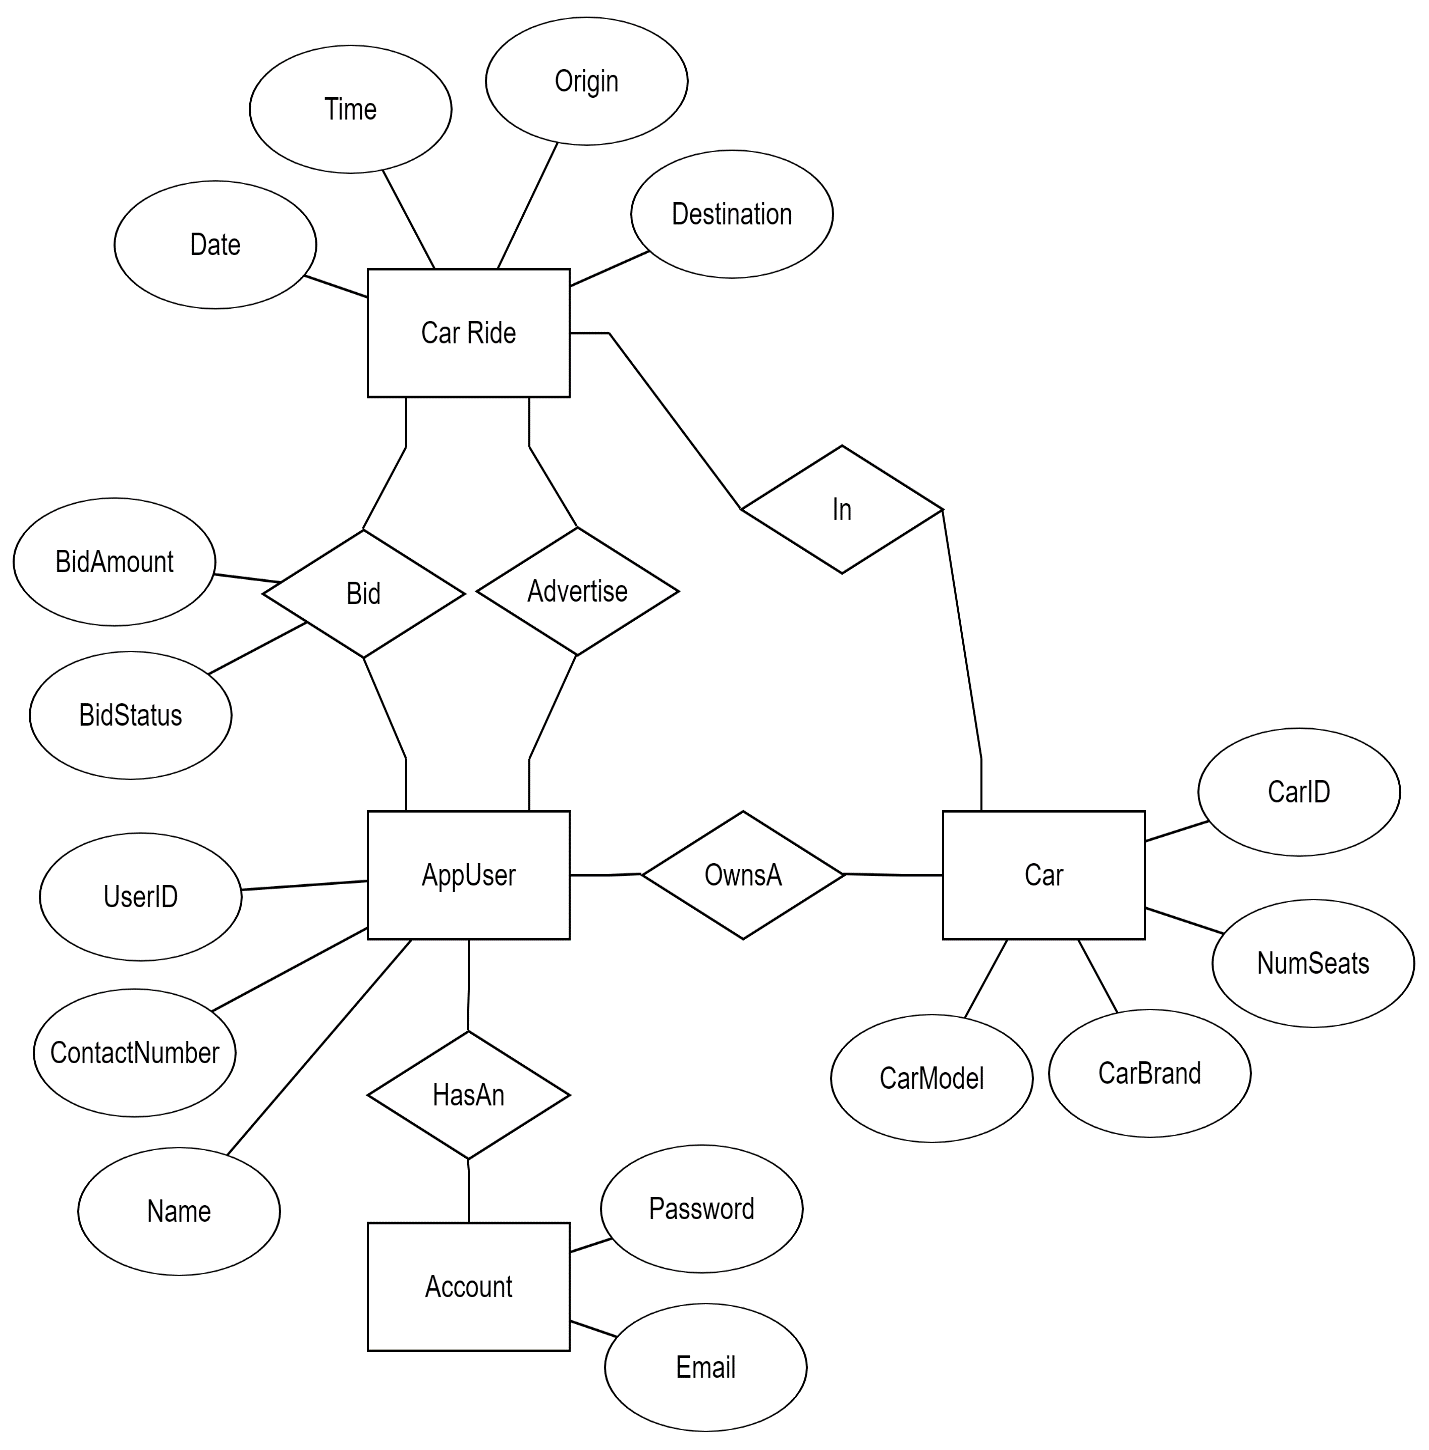 Origin
Time
Destination
Date
Car Ride
In
BidAmount
Bid
Advertise
BidStatus
CarID
AppUser
OwnsA
Car
UserID
NumSeats
ContactNumber
CarModel
CarBrand
HasAn
Name
Password
Account
Email